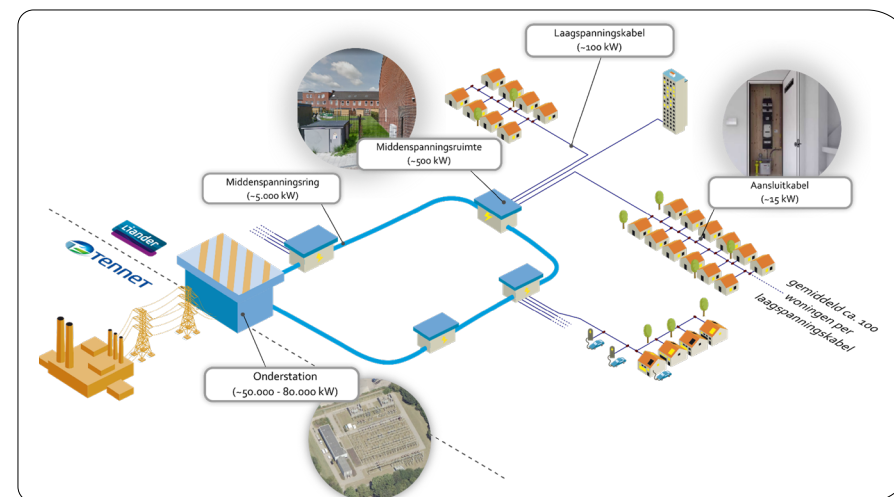 Laagspanningskabel
(~100 kW)
Middenspanningsruimte
(~500 kW)
Aansluitkabel
(~15 kW)
Middenspanningsring
(~5.000 kW)
liander
TENNET
Onderstation
(~50.000 - 80.000 kW)
gemiddeld ca. 100
woningen per
laagspanningskabel